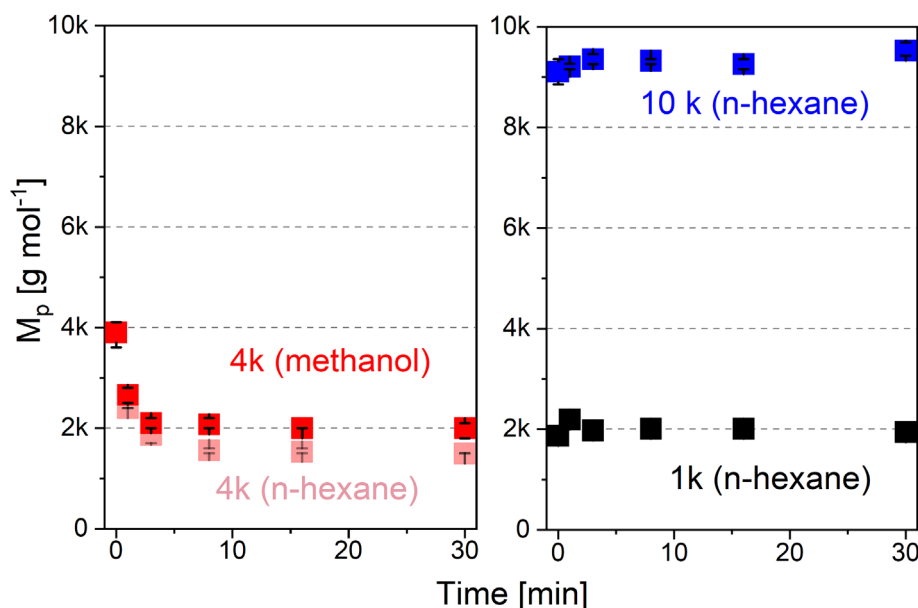 10k
8k
6k
4k
2k
0
0
10
20
30
4k (methanol)
4k (n-hexane)
10k
8k
6k
4k
2k
0
0
10
20
30
10 k (n-hexane)
1k (n-hexane)
Mp [g mol⁻¹]
Time [min]